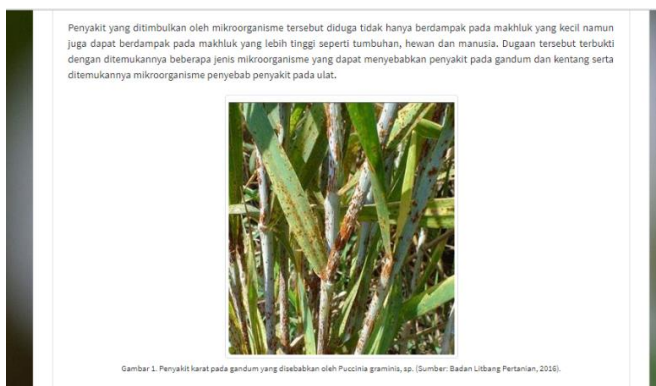 Penyakit yang ditimbulkan oleh mikroorganisme tersebut diduga tidak hanya berdampak pada makhluk yang kecil namun
juga dapat berdampak pada makhluk yang lebih tinggi seperti tumbuhan, hewan dan manusia. Dugaan tersebut terbukti
dengan ditemukannya beberapa jenis mikroorganisme yang dapat menyebabkan penyakit pada gandum dan kentang serta
ditemukannya mikroorganisme penyebab penyakit pada ulat.
Gambar 1. Penyakit karat pada gandum yang disebabkan oleh Puccinia graminis, sp. (Sumber: Badan Litbang Pertanian, 2016).